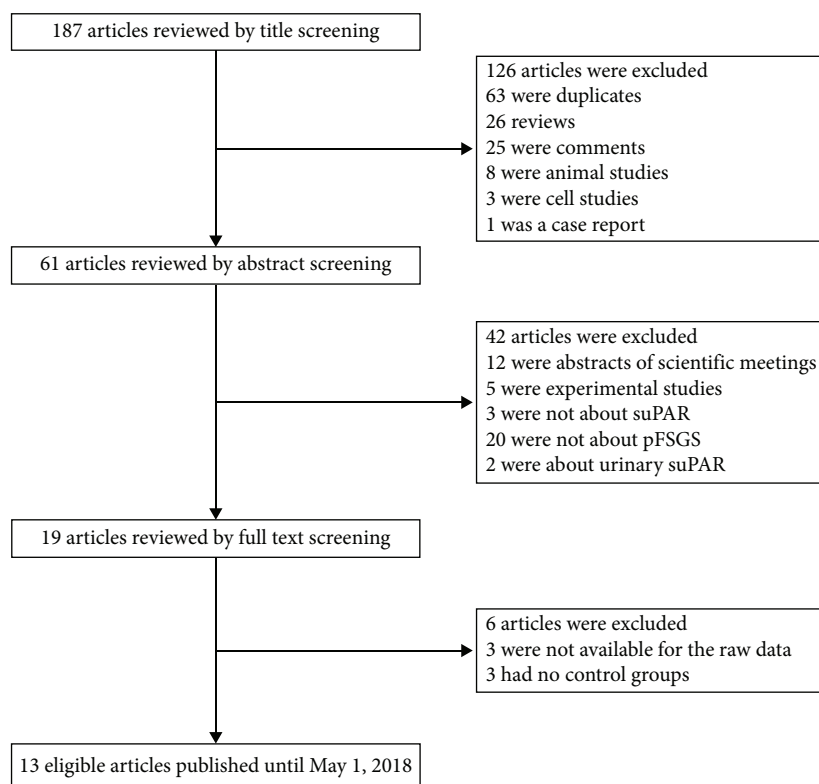 187 articles reviewed by title screening
126 articles were excluded
63 were duplicates
26 reviews
25 were comments
8 were animal studies
3 were cell studies
1 was a case report
61 articles reviewed by abstract screening
42 articles were excluded
12 were abstracts of scientific meetings
5 were experimental studies
3 were not about suPAR
20 were not about pFSGS
2 were about urinary suPAR
19 articles reviewed by full text screening
6 articles were excluded
3 were not available for the raw data
3 had no control groups
13 eligible articles published until May 1, 2018